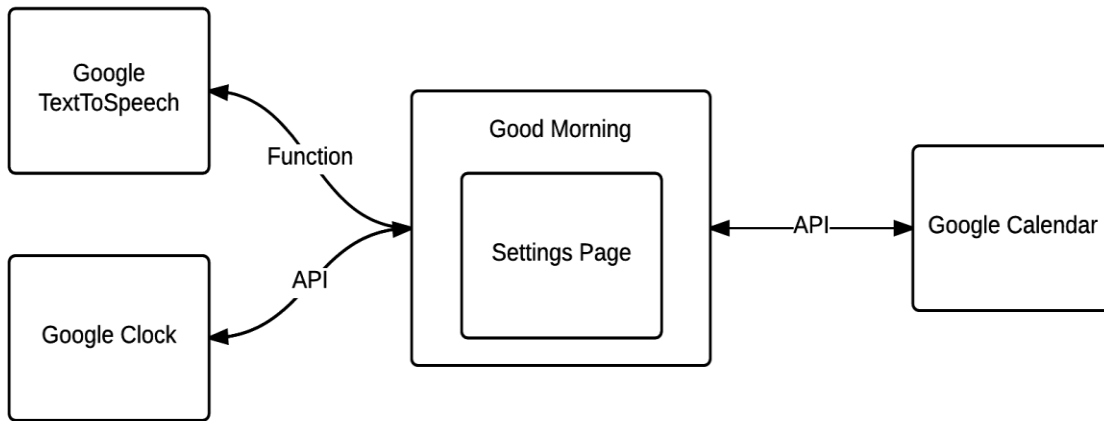 Google
TextToSpeech
Function
Good Morning
Settings Page
API
Google Calendar
API
Google Clock